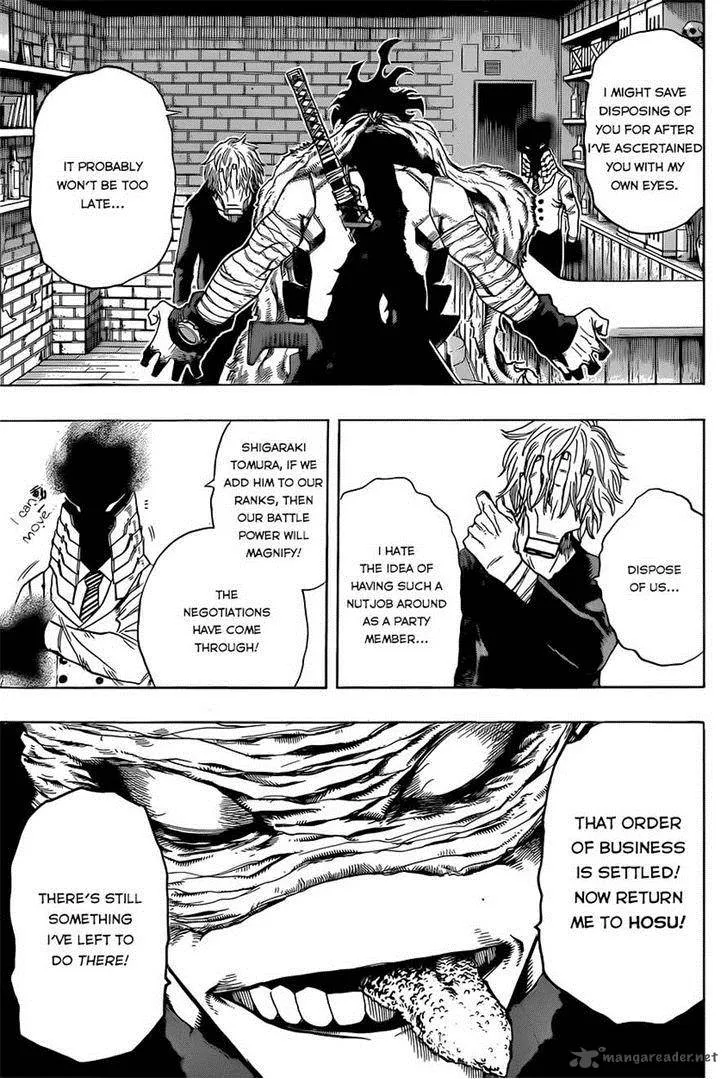 I MIGHT SAVE
DISPOSING OF
YOU FOR AFTER
I'VE ASCERTAINED
YOU WITH MY
OWN EYES.
IT PROBABLY
WON'T BE TOO
LATE...
DISPOSE
OF US...
I HATE
THE IDEA OF
HAVING SUCH A
NUTJOB AROUND
AS A PARTY
MEMBER...
SHIGARAKI
TOMURA, IF WE
ADD HIM TO OUR
RANKS, THEN
OUR BATTLE
POWER WILL
MAGNIFY!
THE
NEGOTIATIONS
HAVE COME
THROUGH!
I can
move
THAT ORDER
OF BUSINESS
IS SETTLED!
NOW RETURN
ME TO HOSU!
THERE'S STILL
SOMETHING
I'VE LEFT TO
DO THERE!
mangareader.net